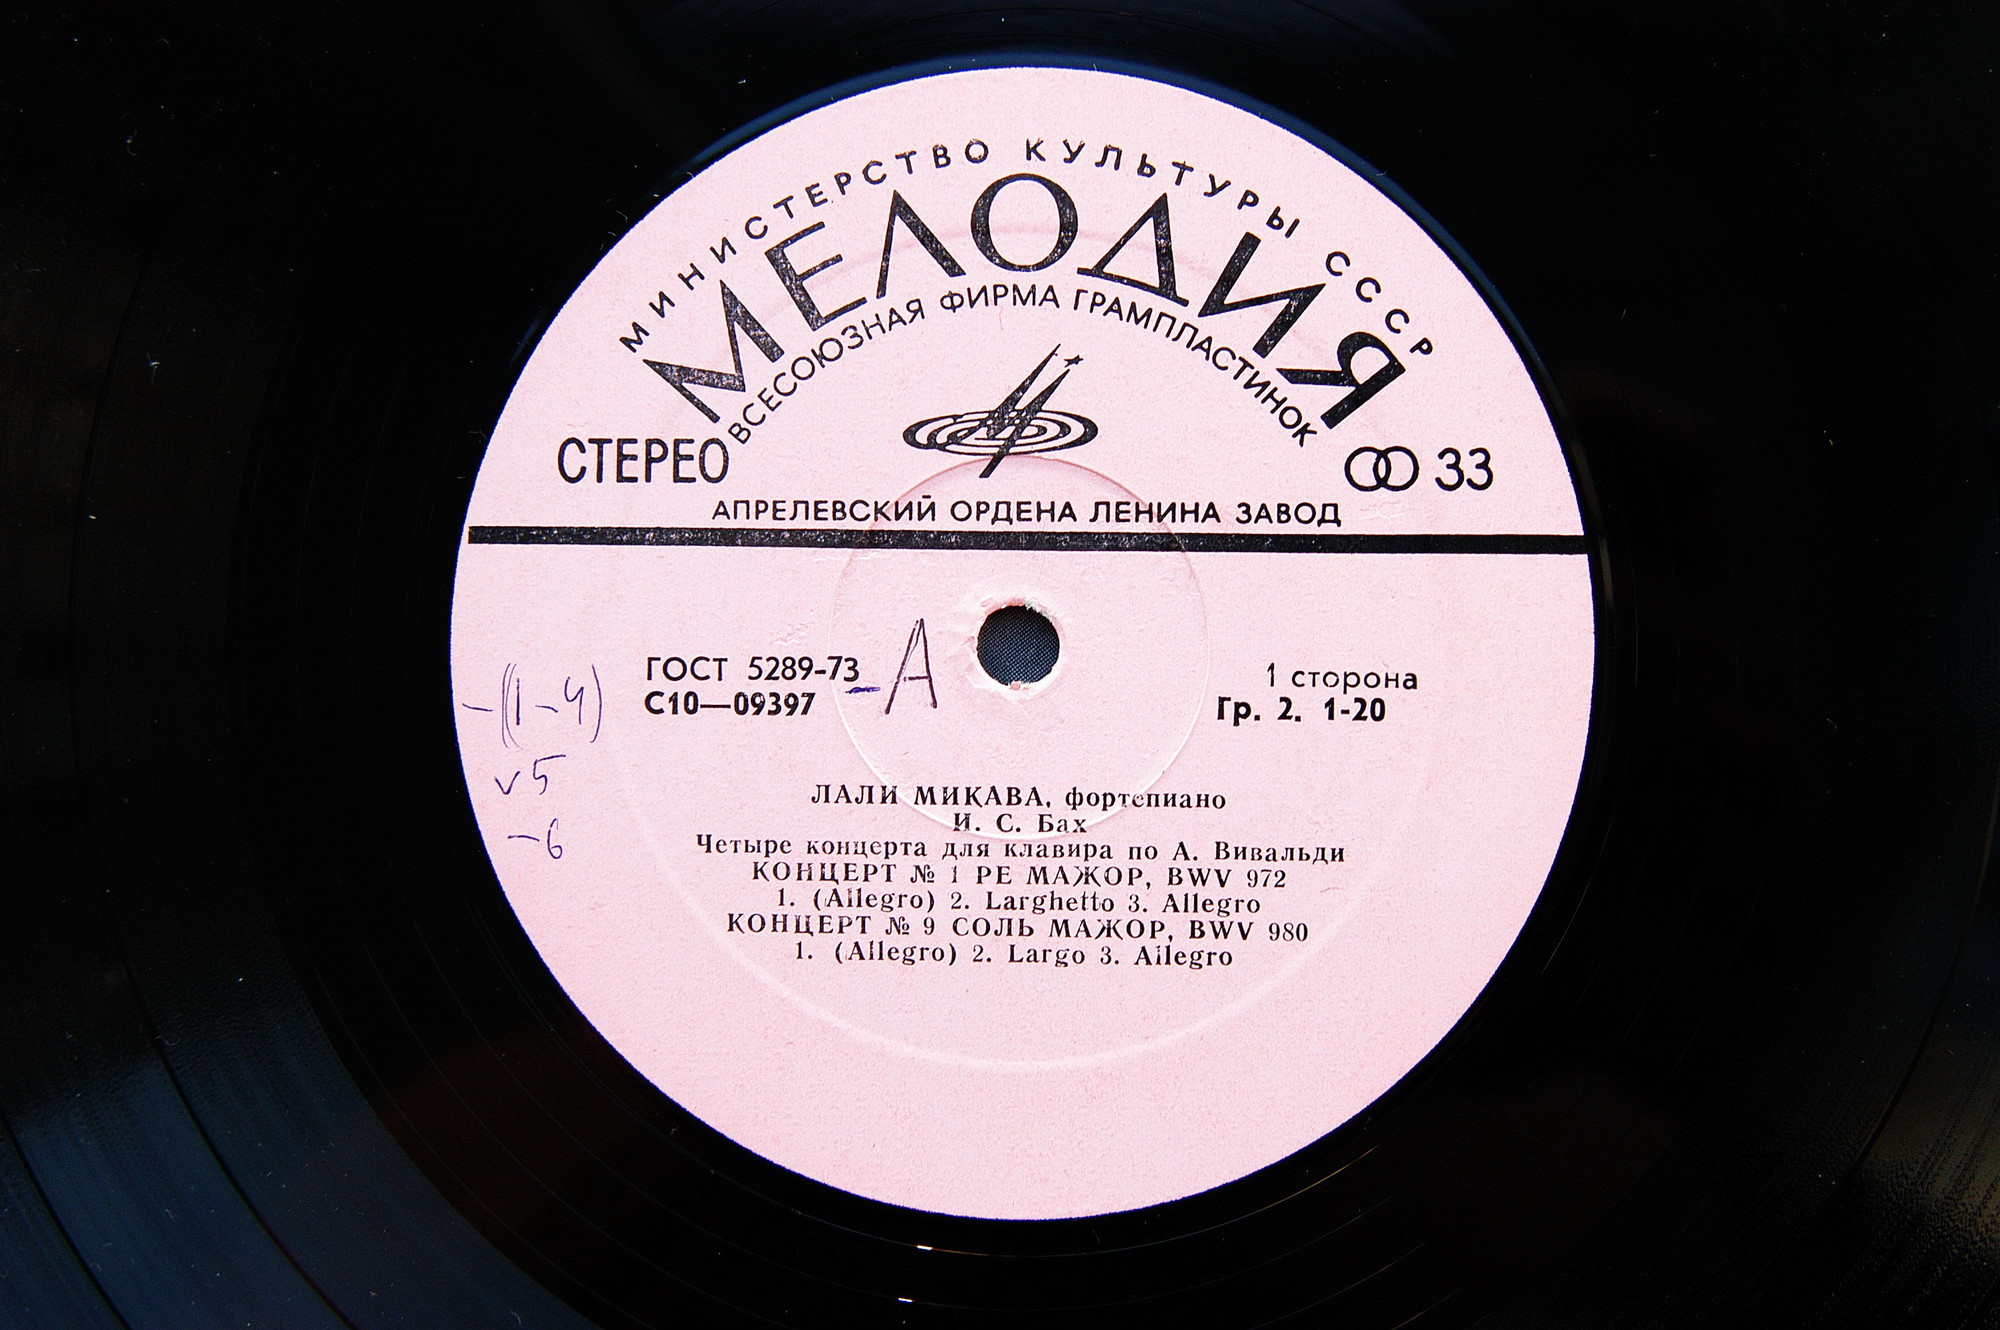 МИНИСТЕРСТВО КУЛЬТУРЫ СССР
МЕЛОДИЯ
ВСЕСОЮЗНАЯ ФИРМА ГРАМПЛАСТИНОК
СТЕРЕО
33
АПРЕЛЕВСКИЙ ОРДЕНА ЛЕНИНА ЗАВОД
ГОСТ 5289-73
-А
1 сторона
С10—09397
Гр. 2. 1-20
-(1-4)
v5
-6
ЛАЛИ МИКАВА, фортепиано
И. С. Бах
Четыре концерта для клавира по А. Вивальди
КОНЦЕРТ № 1 РЕ МАЖОР, BWV 972
1. (Allegro) 2. Larghetto 3. Allegro
КОНЦЕРТ № 9 СОЛЬ МАЖОР, BWV 980
1. (Allegro) 2. Largo 3. Allegro